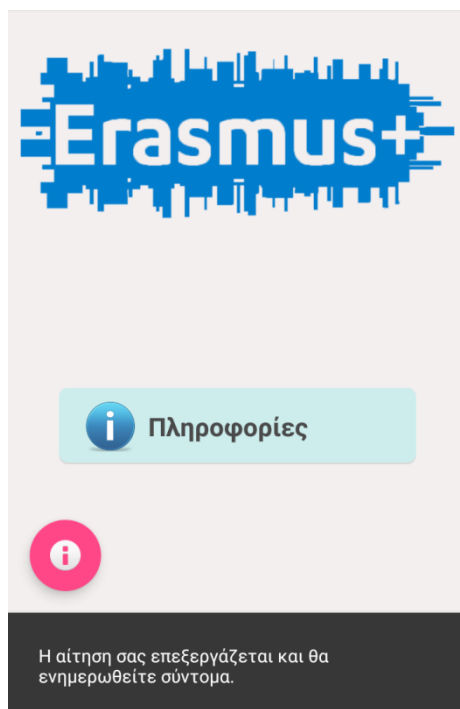 Erasmus+
Πληροφορίες
Η αίτηση σας επεξεργάζεται και θα
ενημερωθείτε σύντομα.